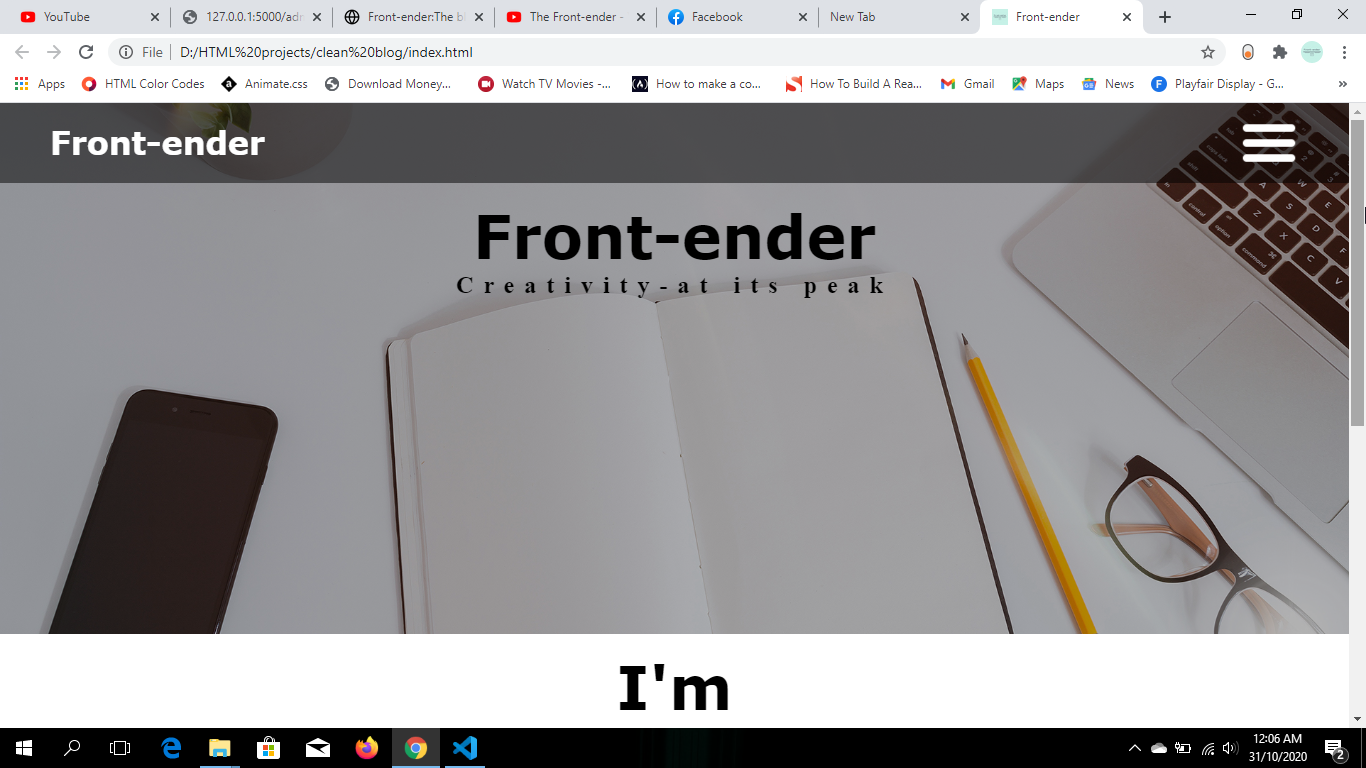 YouTube
127.0.0.1:5000/adn
Front-ender:The bl
The Front-ender -
Facebook
New Tab
Front-ender
File
D:/HTML%20projects/clean%20blog/index.html
Apps
HTML Color Codes
Animate.css
Download Money...
Watch TV Movies -...
How to make a co...
How To Build A Rea...
Gmail
Maps
News
Playfair Display - G...
»
Front-ender
Front-ender
Creativity-at its peak
I'm
12:06 AM
31/10/2020
2